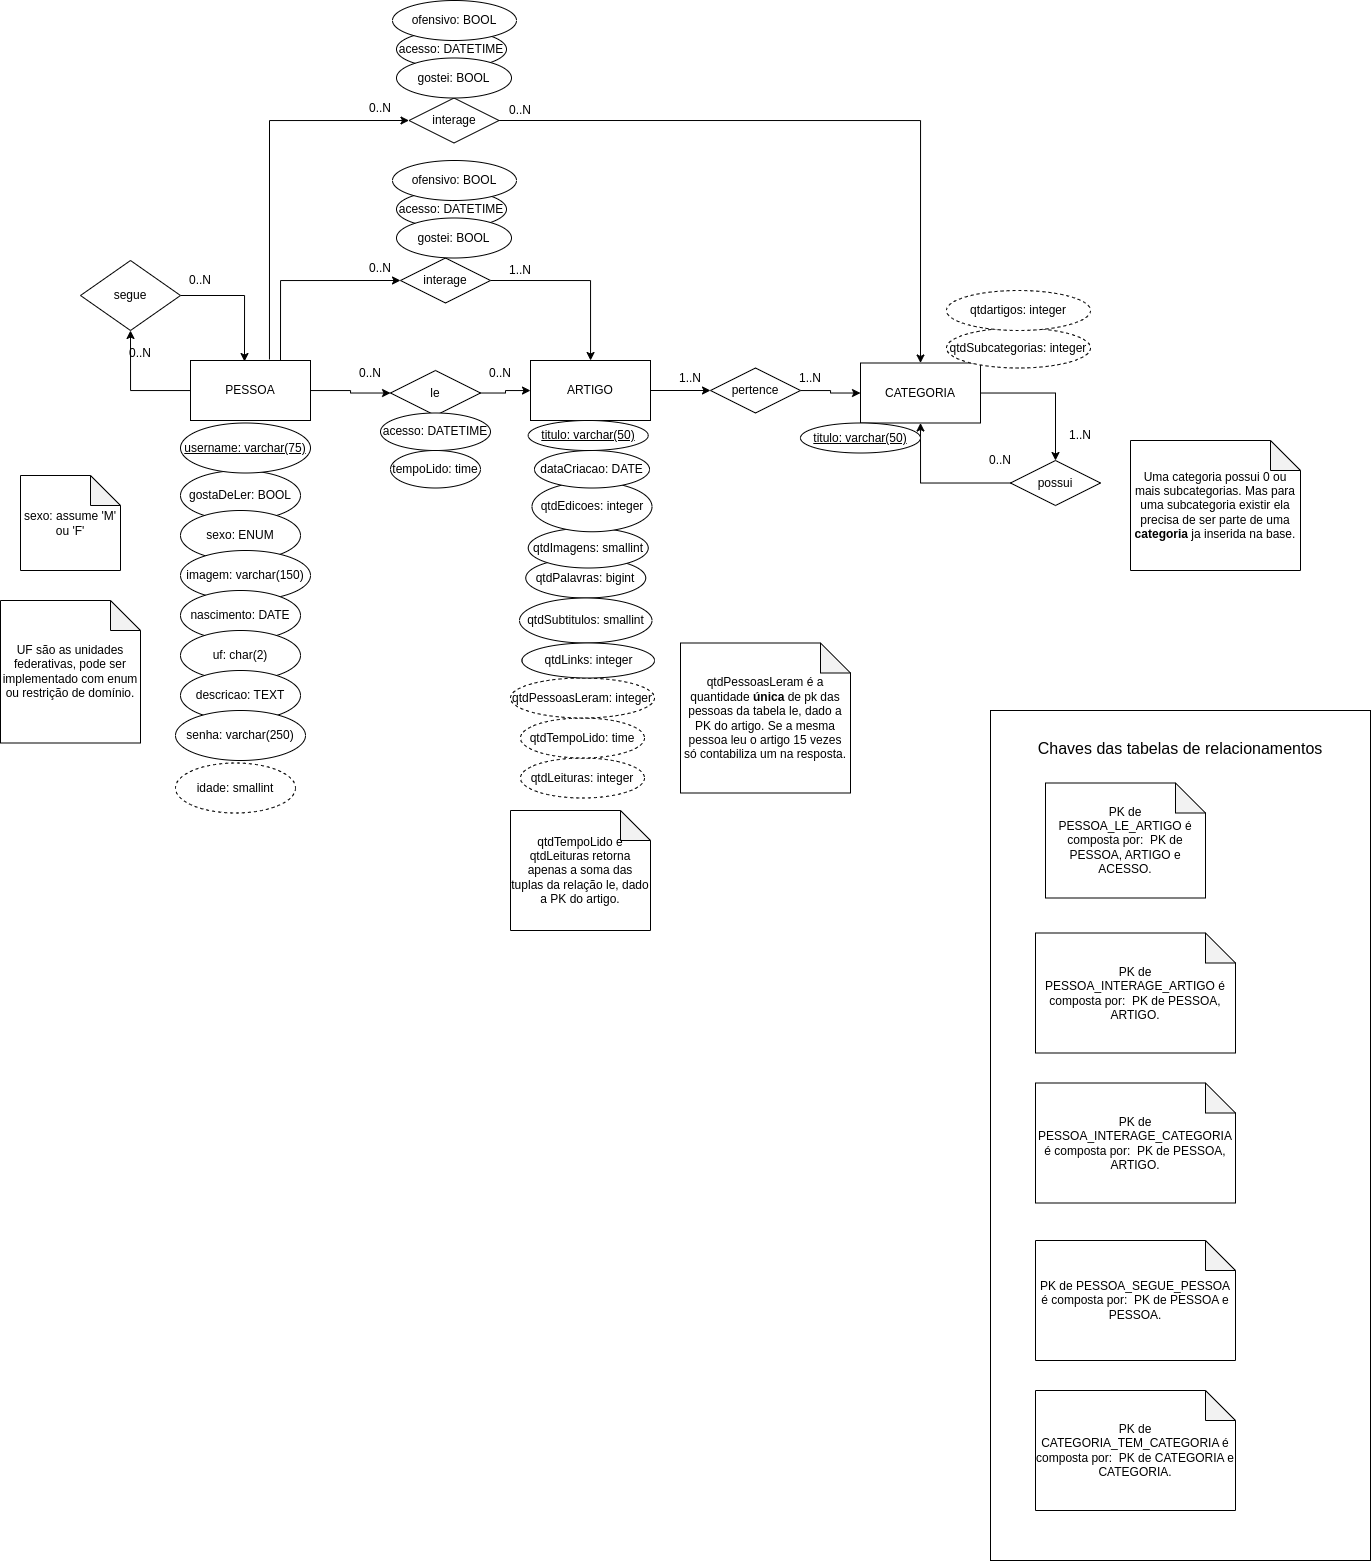 ofensivo: BOOL
acesso: DATETIME
gostei: BOOL
0..N
interage
0..N
ofensivo: BOOL
acesso: DATETIME
gostei: BOOL
0..N
interage
1..N
segue
0..N
0..N
PESSOA
0..N
le
0..N
ARTIGO
1..N
pertence
1..N
CATEGORIA
qtdartigos: integer
qtdSubcategorias: integer
titulo: varchar(50)
1..N
0..N
possui
Uma categoria possui 0 ou
mais subcategorias. Mas para
uma subcategoria existir ela
precisa de ser parte de uma
categoria ja inserida na base.
acesso: DATETIME
tempoLido: time
username: varchar(75)
gostaDeLer: BOOL
sexo: ENUM
imagem: varchar(150)
nascimento: DATE
uf: char(2)
descricao: TEXT
senha: varchar(250)
idade: smallint
sexo: assume 'M'
ou 'F'
UF são as unidades
federativas, pode ser
implementado com enum
ou restrição de domínio.
titulo: varchar(50)
dataCriacao: DATE
qtdEdicoes: integer
qtdImagens: smallint
qtdPalavras: bigint
qtdSubtitulos: smallint
qtdLinks: integer
qtdPessoasLeram: integer
qtdTempoLido: time
qtdLeituras: integer
qtdPessoasLeram é a
quantidade única de pk das
pessoas da tabela le, dado a
PK do artigo. Se a mesma
pessoa leu o artigo 15 vezes
só contabiliza um na resposta.
qtdTempoLido e
qtdLeituras retorna
apenas a soma das
tuplas da relação le, dado
a PK do artigo.
Chaves das tabelas de relacionamentos
PK de
PESSOA_LE_ARTIGO é
composta por: PK de
PESSOA, ARTIGO e
ACESSO.
PK de
PESSOA_INTERAGE_ARTIGO é
composta por: PK de PESSOA,
ARTIGO.
PK de
PESSOA_INTERAGE_CATEGORIA
é composta por: PK de PESSOA,
ARTIGO.
PK de PESSOA_SEGUE_PESSOA
é composta por: PK de PESSOA e
PESSOA.
PK de
CATEGORIA_TEM_CATEGORIA é
composta por: PK de CATEGORIA e
CATEGORIA.